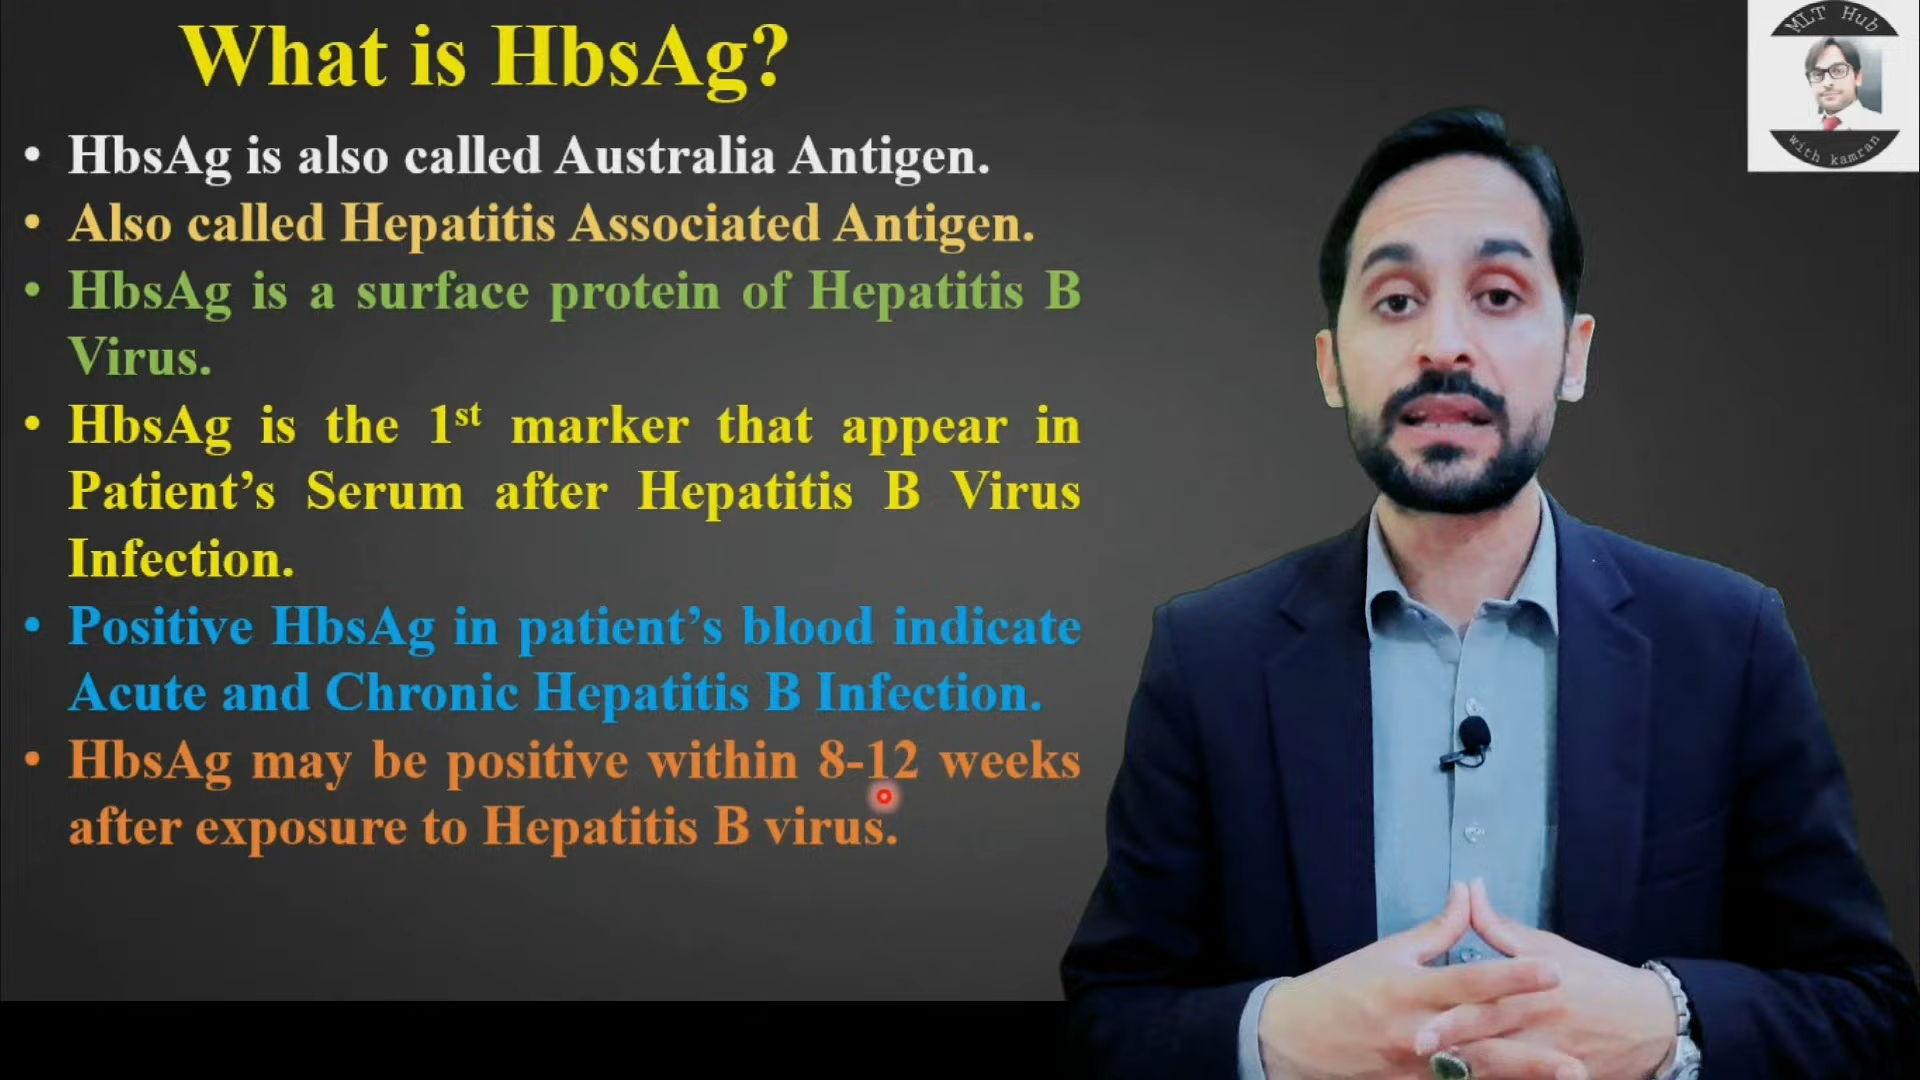 What is HbsAg?
MLT Hub
with kamran
• HbsAg is also called Australia Antigen.
• Also called Hepatitis Associated Antigen.
• HbsAg is a surface protein of Hepatitis B
Virus.
• HbsAg is the 1st marker that appear in
Patient’s Serum after Hepatitis B Virus
Infection.
• Positive HbsAg in patient’s blood indicate
Acute and Chronic Hepatitis B Infection.
• HbsAg may be positive within 8-12 weeks
after exposure to Hepatitis B virus.